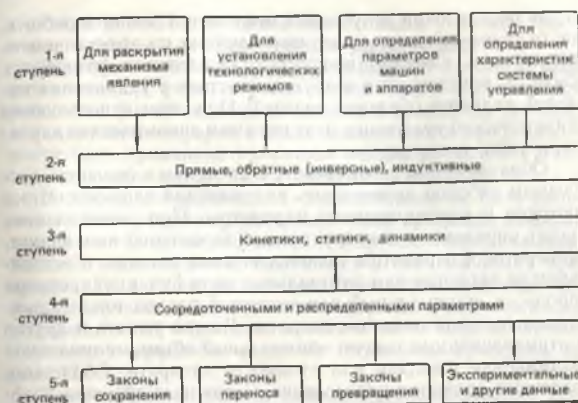 1-я
ступень
Для раскрытия
механизма
явления
Для
установления
технологических
режимов
Для определения
параметров
машин
и аппаратов
Для
определения
характеристик
системы
управления
2-я
ступень
Прямые, обратные (инверсные), индуктивные
3-я
ступень
Кинетики, статики, динамики
4-я
ступень
Сосредоточенными и распределенными параметрами
5-я
ступень
Законы
сохранения
Законы
переноса
Законы
превращения
Экспериментальные
и другие данные